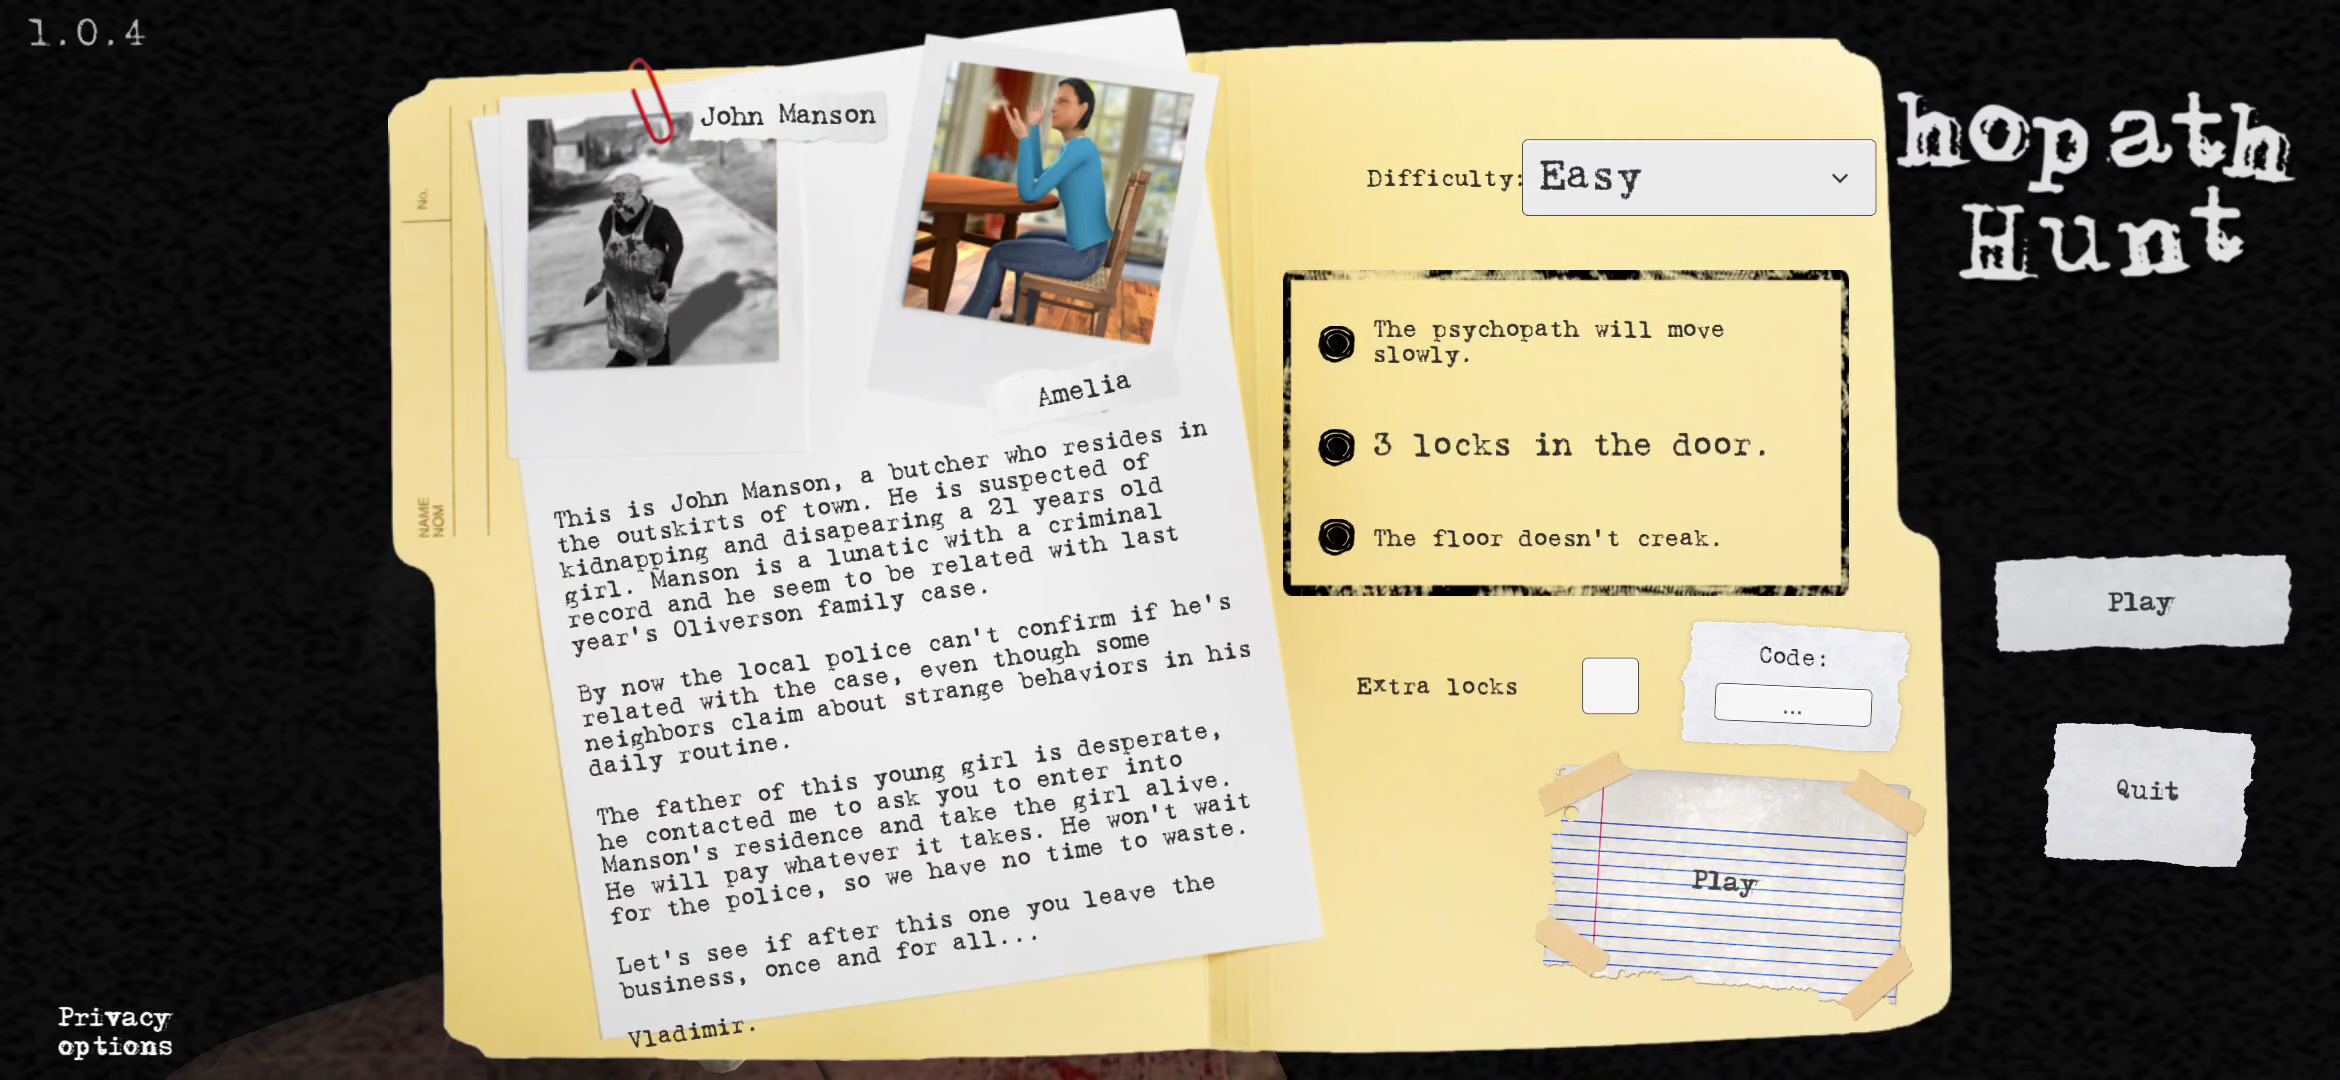 1.0.4
John Manson
Amelia
No.
NAME
NOM
This is John Manson, a butcher who resides in
the outskirts of town. He is suspected of
kidnapping and disapearing a 21 years old
girl. Manson is a lunatic with a criminal
record and he seem to be related with last
year's Oliverson family case.
By now the local police can't confirm if he's
related with the case, even though some
neighbors claim about strange behaviors in his
daily routine.
The father of this young girl is desperate,
he contacted me to ask you to enter into
Manson's residence and take the girl alive.
He will pay whatever it takes. He won't wait
for the police, so we have no time to waste.
Let's see if after this one you leave the
business, once and for all...
Vladimir.
Difficulty: Easy
The psychopath will move
slowly.
3 locks in the door.
The floor doesn't creak.
Extra locks
Code:
...
Play
hopath
Hunt
Play
Quit
Privacy
options